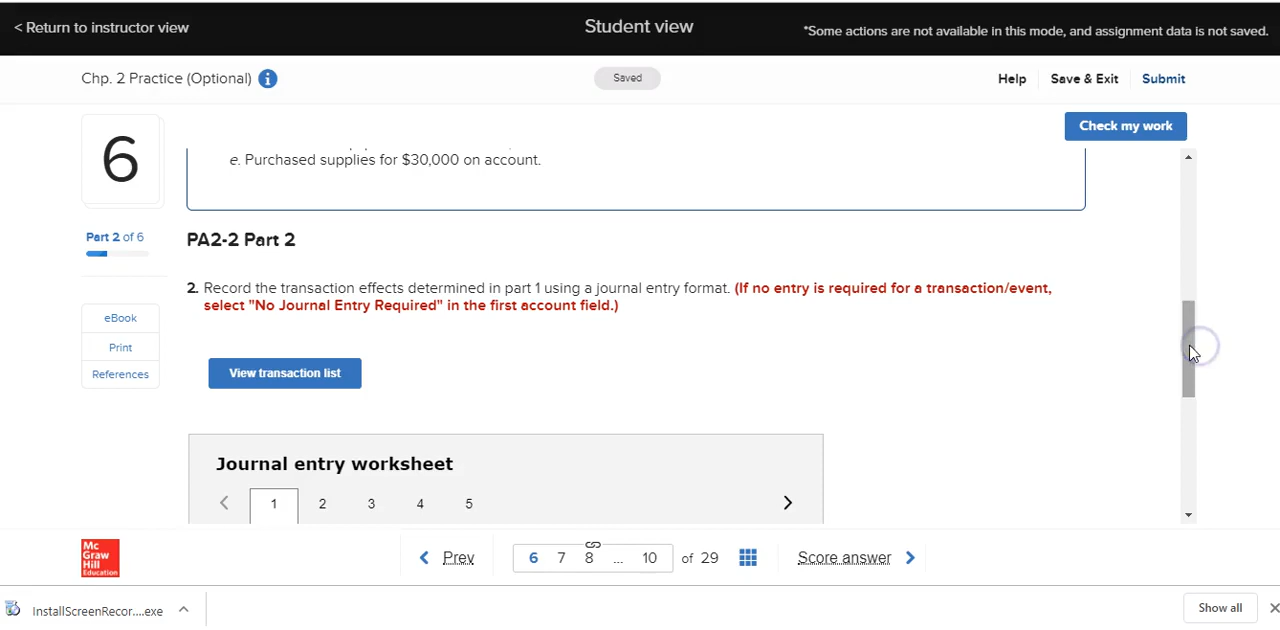 < Return to instructor view
Student view
*Some actions are not available in this mode, and assignment data is not saved.
Chp. 2 Practice (Optional) i
Saved
Help
Save & Exit
Submit
6
Check my work
e. Purchased supplies for $30,000 on account.
Part 2 of 6
PA2-2 Part 2
2. Record the transaction effects determined in part 1 using a journal entry format. (If no entry is required for a transaction/event,
select "No Journal Entry Required" in the first account field.)
eBook
Print
References
View transaction list
Journal entry worksheet
< 1 2 3 4 5 >
Mc
Graw
Hill
Education
< Prev
6 7 8 ... 10 of 29
Score answer >
InstallScreenRecor....exe
Show all